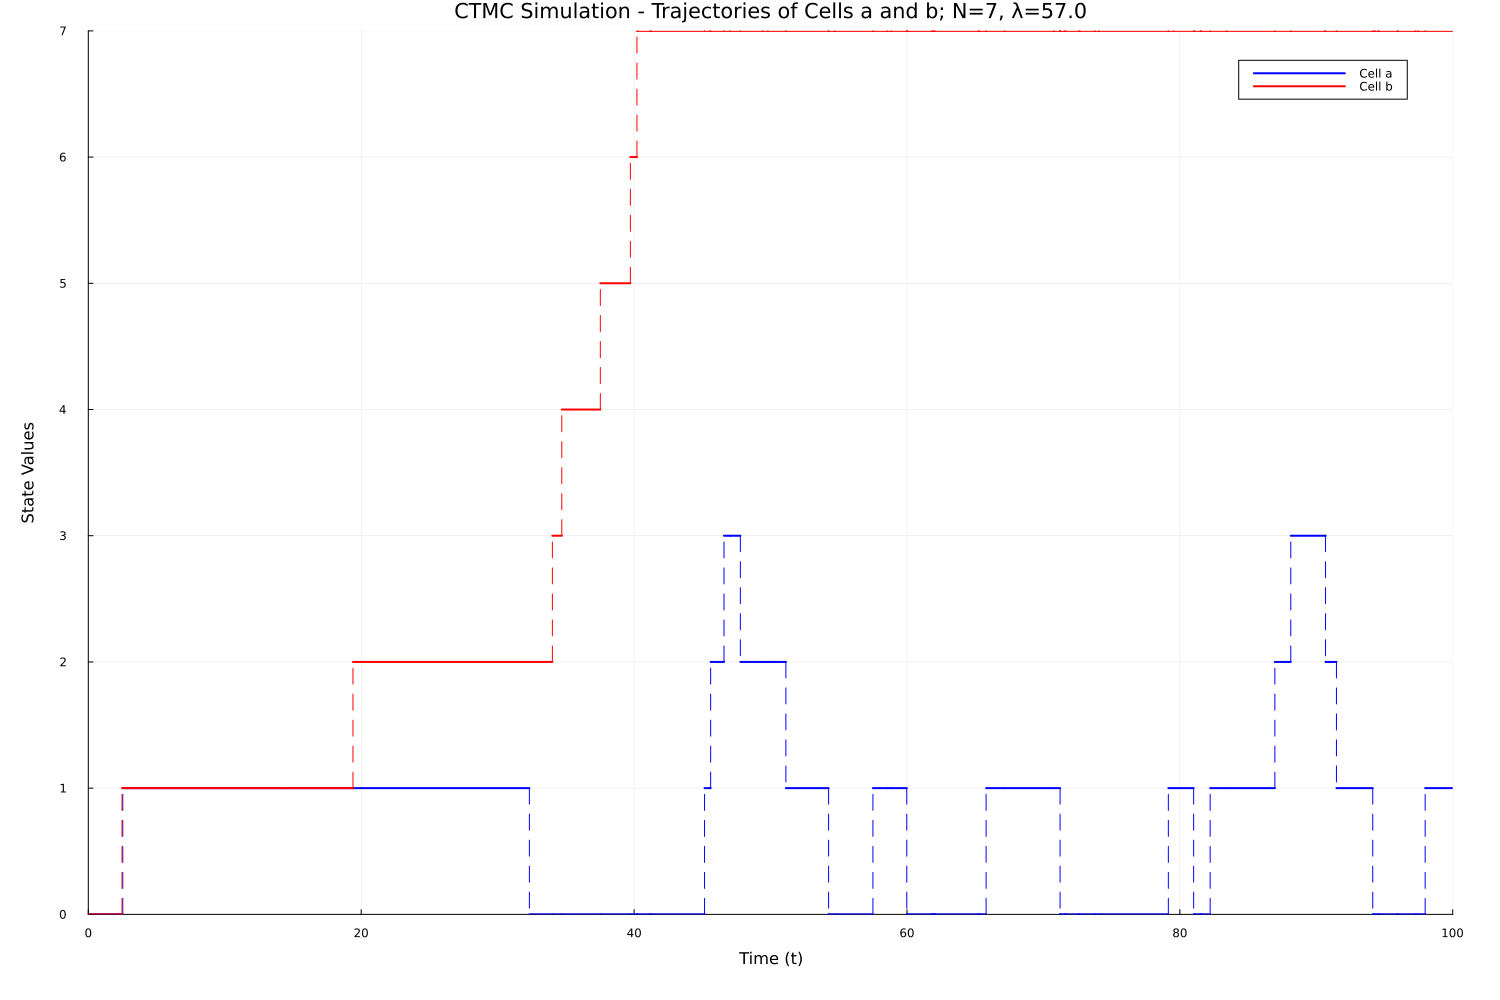 CTMC Simulation - Trajectories of Cells a and b; N=7, λ=57.0
7
Cell a
Cell b
6
5
4
State Values
3
2
1
0
0 20 40 60 80 100
Time (t)